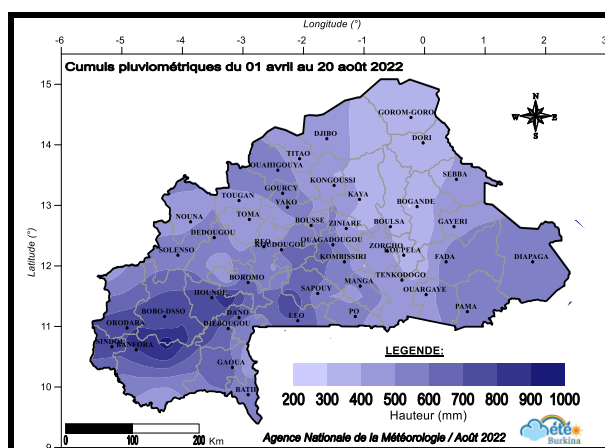 Longitude (°)
-6 -5 -4 -3 -2 -1 0 1 2 3
Cumuls pluviométriques du 01 avril au 20 août 2022
15
14
13
12
11
10
9
Latitude (°)
N
W E
S
GOROM-GORO
DJIBO
DORI
TITAO
OUAHIGOUYA
KONGOUSSI
SEBBA
GOURCY
TOUGAN
YAKO
KAYA
BOGANDE
NOUNA
TOMA
BOUSSE
ZINIARE
BOULSA
GAYERI
DEDOUGOU
REO
KOUDOUGOU
OUAGADOUGOU
ZORGHO
KOUPELA
SOLENSO
KOMBISSIRI
FADA
DIAPAGA
BOROMO
TENKODOGO
MANGA
HOUNDE
SAPOUY
OUARGAYE
BOBO-DSSO
DANO
LEO
PO
PAMA
ORODARA
DIEBOUGOU
SINDOU
BANFORA
GAOUA
BATIE
LEGENDE:
200 300 400 500 600 700 800 900 1000
Hauteur (mm)
0 100 200 Km
Agence Nationale de la Météorologie / Août 2022
été
Burkina